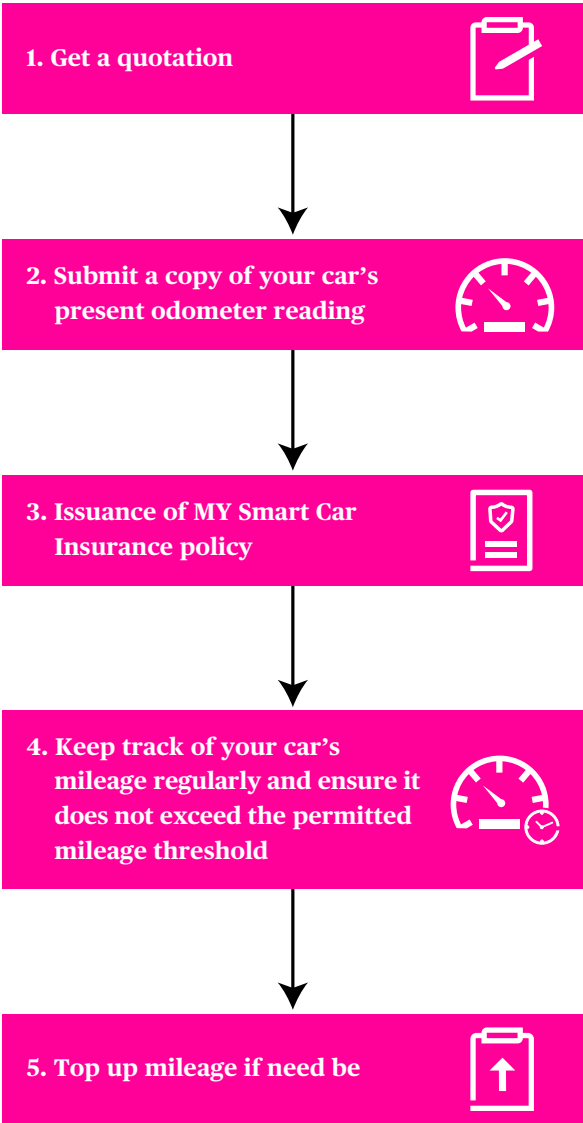 1. Get a quotation
2. Submit a copy of your car’s
present odometer reading
3. Issuance of MY Smart Car
Insurance policy
4. Keep track of your car’s
mileage regularly and ensure it
does not exceed the permitted
mileage threshold
5. Top up mileage if need be